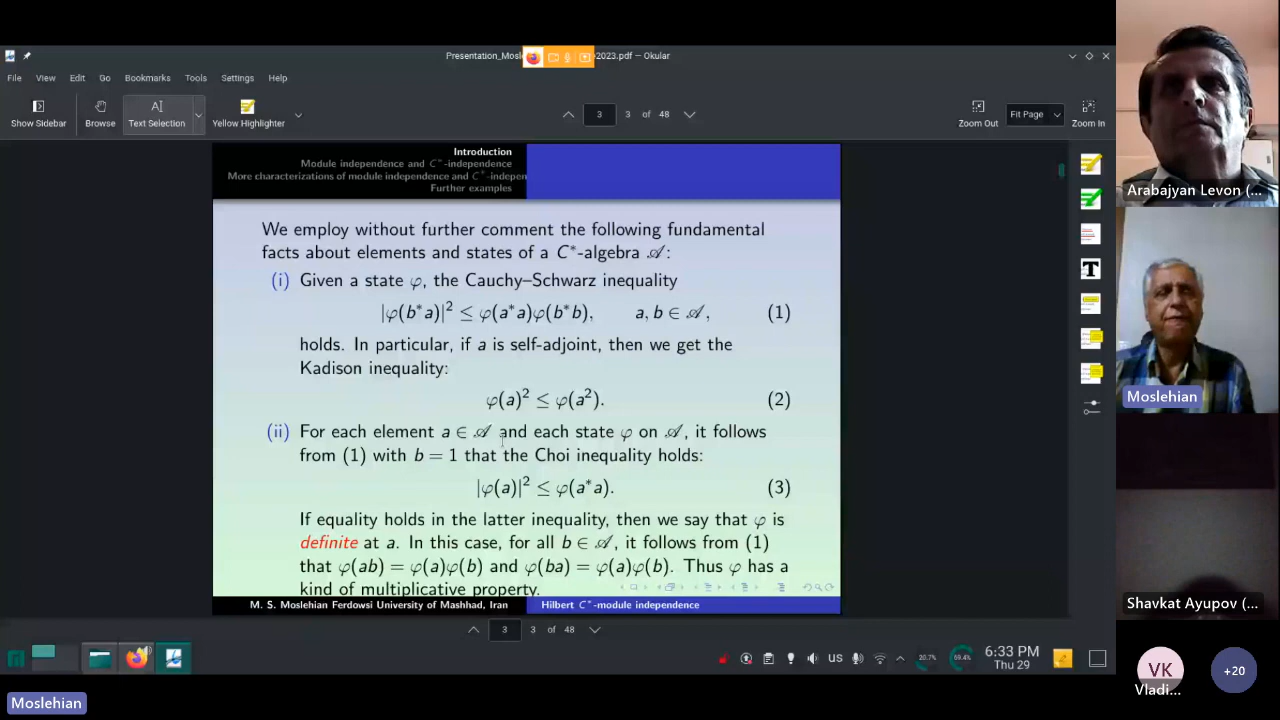 Presentation_Mosl
2023.pdf — Okular
File View Edit Go Bookmarks Tools Settings Help
Show Sidebar
Browse
Text Selection
Yellow Highlighter
3 3 of 48
Zoom Out
Fit Page
Zoom In
Introduction
Module independence and C*-independence
More characterizations of module independence and C*-indepen
Further examples
We employ without further comment the following fundamental
facts about elements and states of a C*-algebra 𝒜:
(i) Given a state φ, the Cauchy–Schwarz inequality
|φ(b*a)|² ≤ φ(a*a)φ(b*b), a, b ∈ 𝒜, (1)
holds. In particular, if a is self-adjoint, then we get the
Kadison inequality:
φ(a)² ≤ φ(a²). (2)
(ii) For each element a ∈ 𝒜 and each state φ on 𝒜, it follows
from (1) with b = 1 that the Choi inequality holds:
|φ(a)|² ≤ φ(a*a). (3)
If equality holds in the latter inequality, then we say that φ is
definite at a. In this case, for all b ∈ 𝒜, it follows from (1)
that φ(ab) = φ(a)φ(b) and φ(ba) = φ(a)φ(b). Thus φ has a
kind of multiplicative property.
M. S. Moslehian Ferdowsi University of Mashhad, Iran
Hilbert C*-module independence
3 3 of 48
20.7%
69.4%
US
6:33 PM
Thu 29
Moslehian
Arabajyan Levon (...
Moslehian
Shavkat Ayupov (...
VK
Vladi...
+20